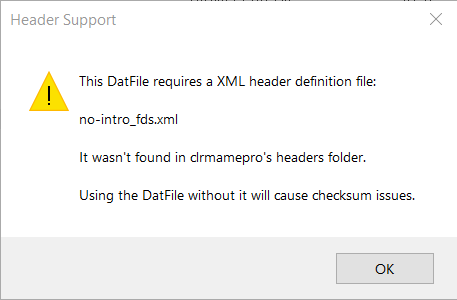 Header Support
This DatFile requires a XML header definition file:
no-intro_fds.xml
It wasn't found in clrmamepro's headers folder.
Using the DatFile without it will cause checksum issues.
OK